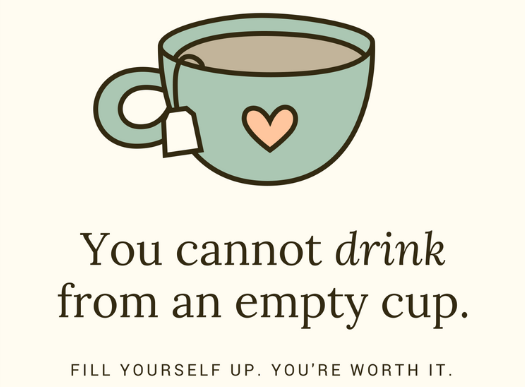 You cannot drink
from an empty cup.
FILL YOURSELF UP. YOU'RE WORTH IT.